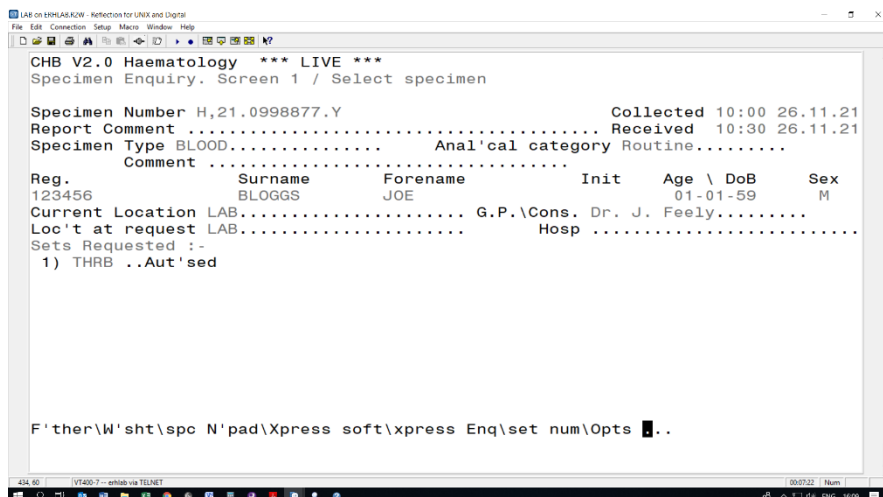 LAB on ERHLAB.R2W - Reflection for UNIX and Digital
File Edit Connection Setup Macro Window Help
CHB V2.0 Haematology *** LIVE ***
Specimen Enquiry. Screen 1 / Select specimen
Specimen Number H,21.0998877.Y Collected 10:00 26.11.21
Report Comment ...................................... Received 10:30 26.11.21
Specimen Type BLOOD............... Anal'cal category Routine.........
Comment .................................
Reg. Surname Forename Init Age \ DoB Sex
123456 BLOGGS JOE 01-01-59 M
Current Location LAB...................... G.P.\Cons. Dr. J. Feely.........
Loc't at request LAB...................... Hosp .........................
Sets Requested :-
1) THRB ..Aut'sed
F'ther\W'sht\spc N'pad\Xpress soft\xpress Enq\set num\Opts ...
434, 60 VT400-7 -- erhlab via TELNET 00:07:22 Num
ENG 16:09